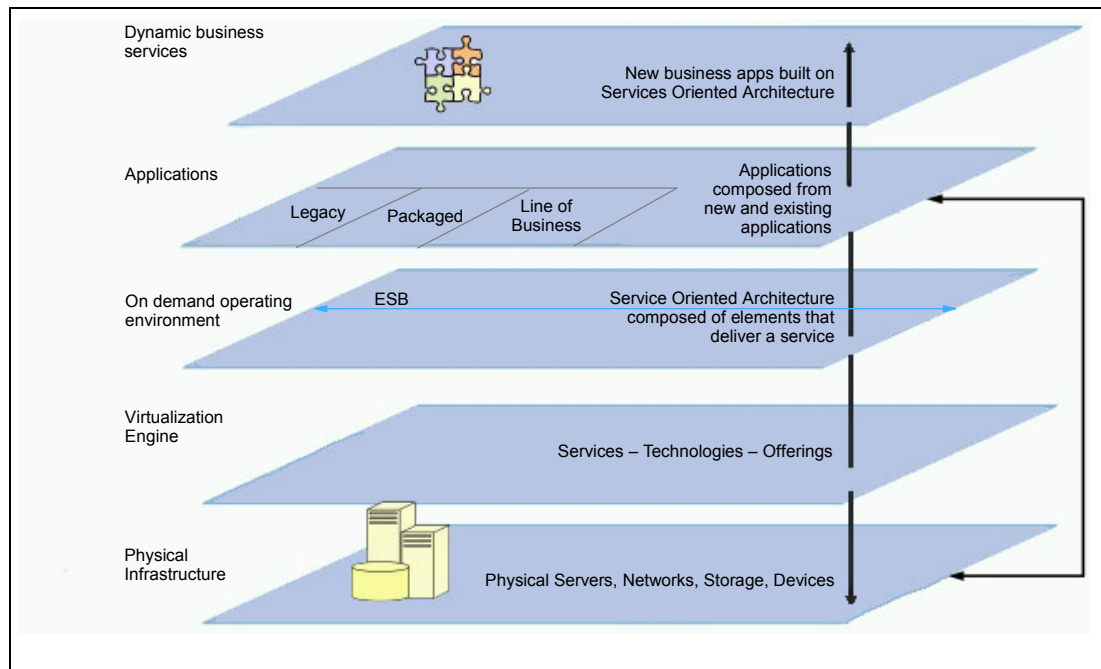 Dynamic business
services
New business apps built on
Services Oriented Architecture
Applications
Legacy
Packaged
Line of
Business
Applications
composed from
new and existing
applications
On demand operating
environment
ESB
Service Oriented Architecture
composed of elements that
deliver a service
Virtualization
Engine
Services – Technologies – Offerings
Physical
Infrastructure
Physical Servers, Networks, Storage, Devices